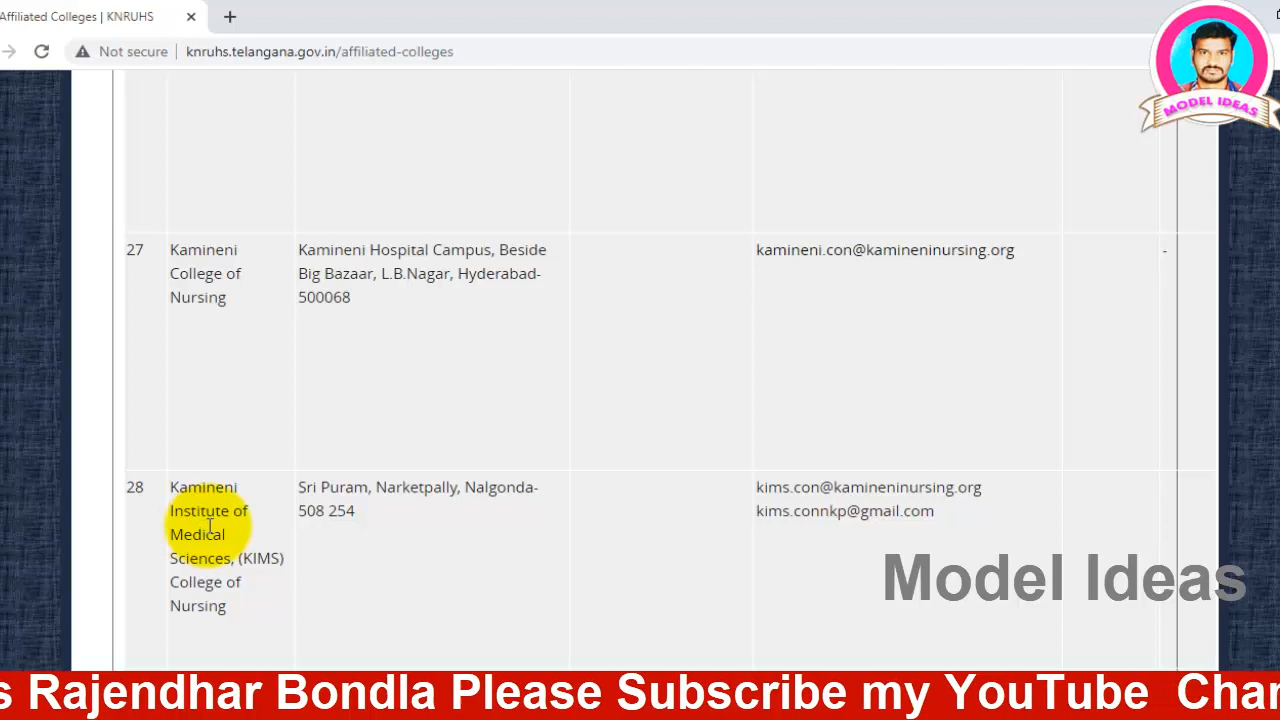 Affiliated Colleges | KNRUHS
Not secure | knruhs.telangana.gov.in/affiliated-colleges
MODEL IDEAS
27 Kamineni College of Nursing Kamineni Hospital Campus, Beside Big Bazaar, L.B.Nagar, Hyderabad-500068 kamineni.con@kamineninursing.org -
28 Kamineni Institute of Medical Sciences, (KIMS) College of Nursing Sri Puram, Narketpally, Nalgonda-508 254 kims.con@kamineninursing.org kims.connkp@gmail.com
Model Ideas
s Rajendhar Bondla Please Subscribe my YouTube Char